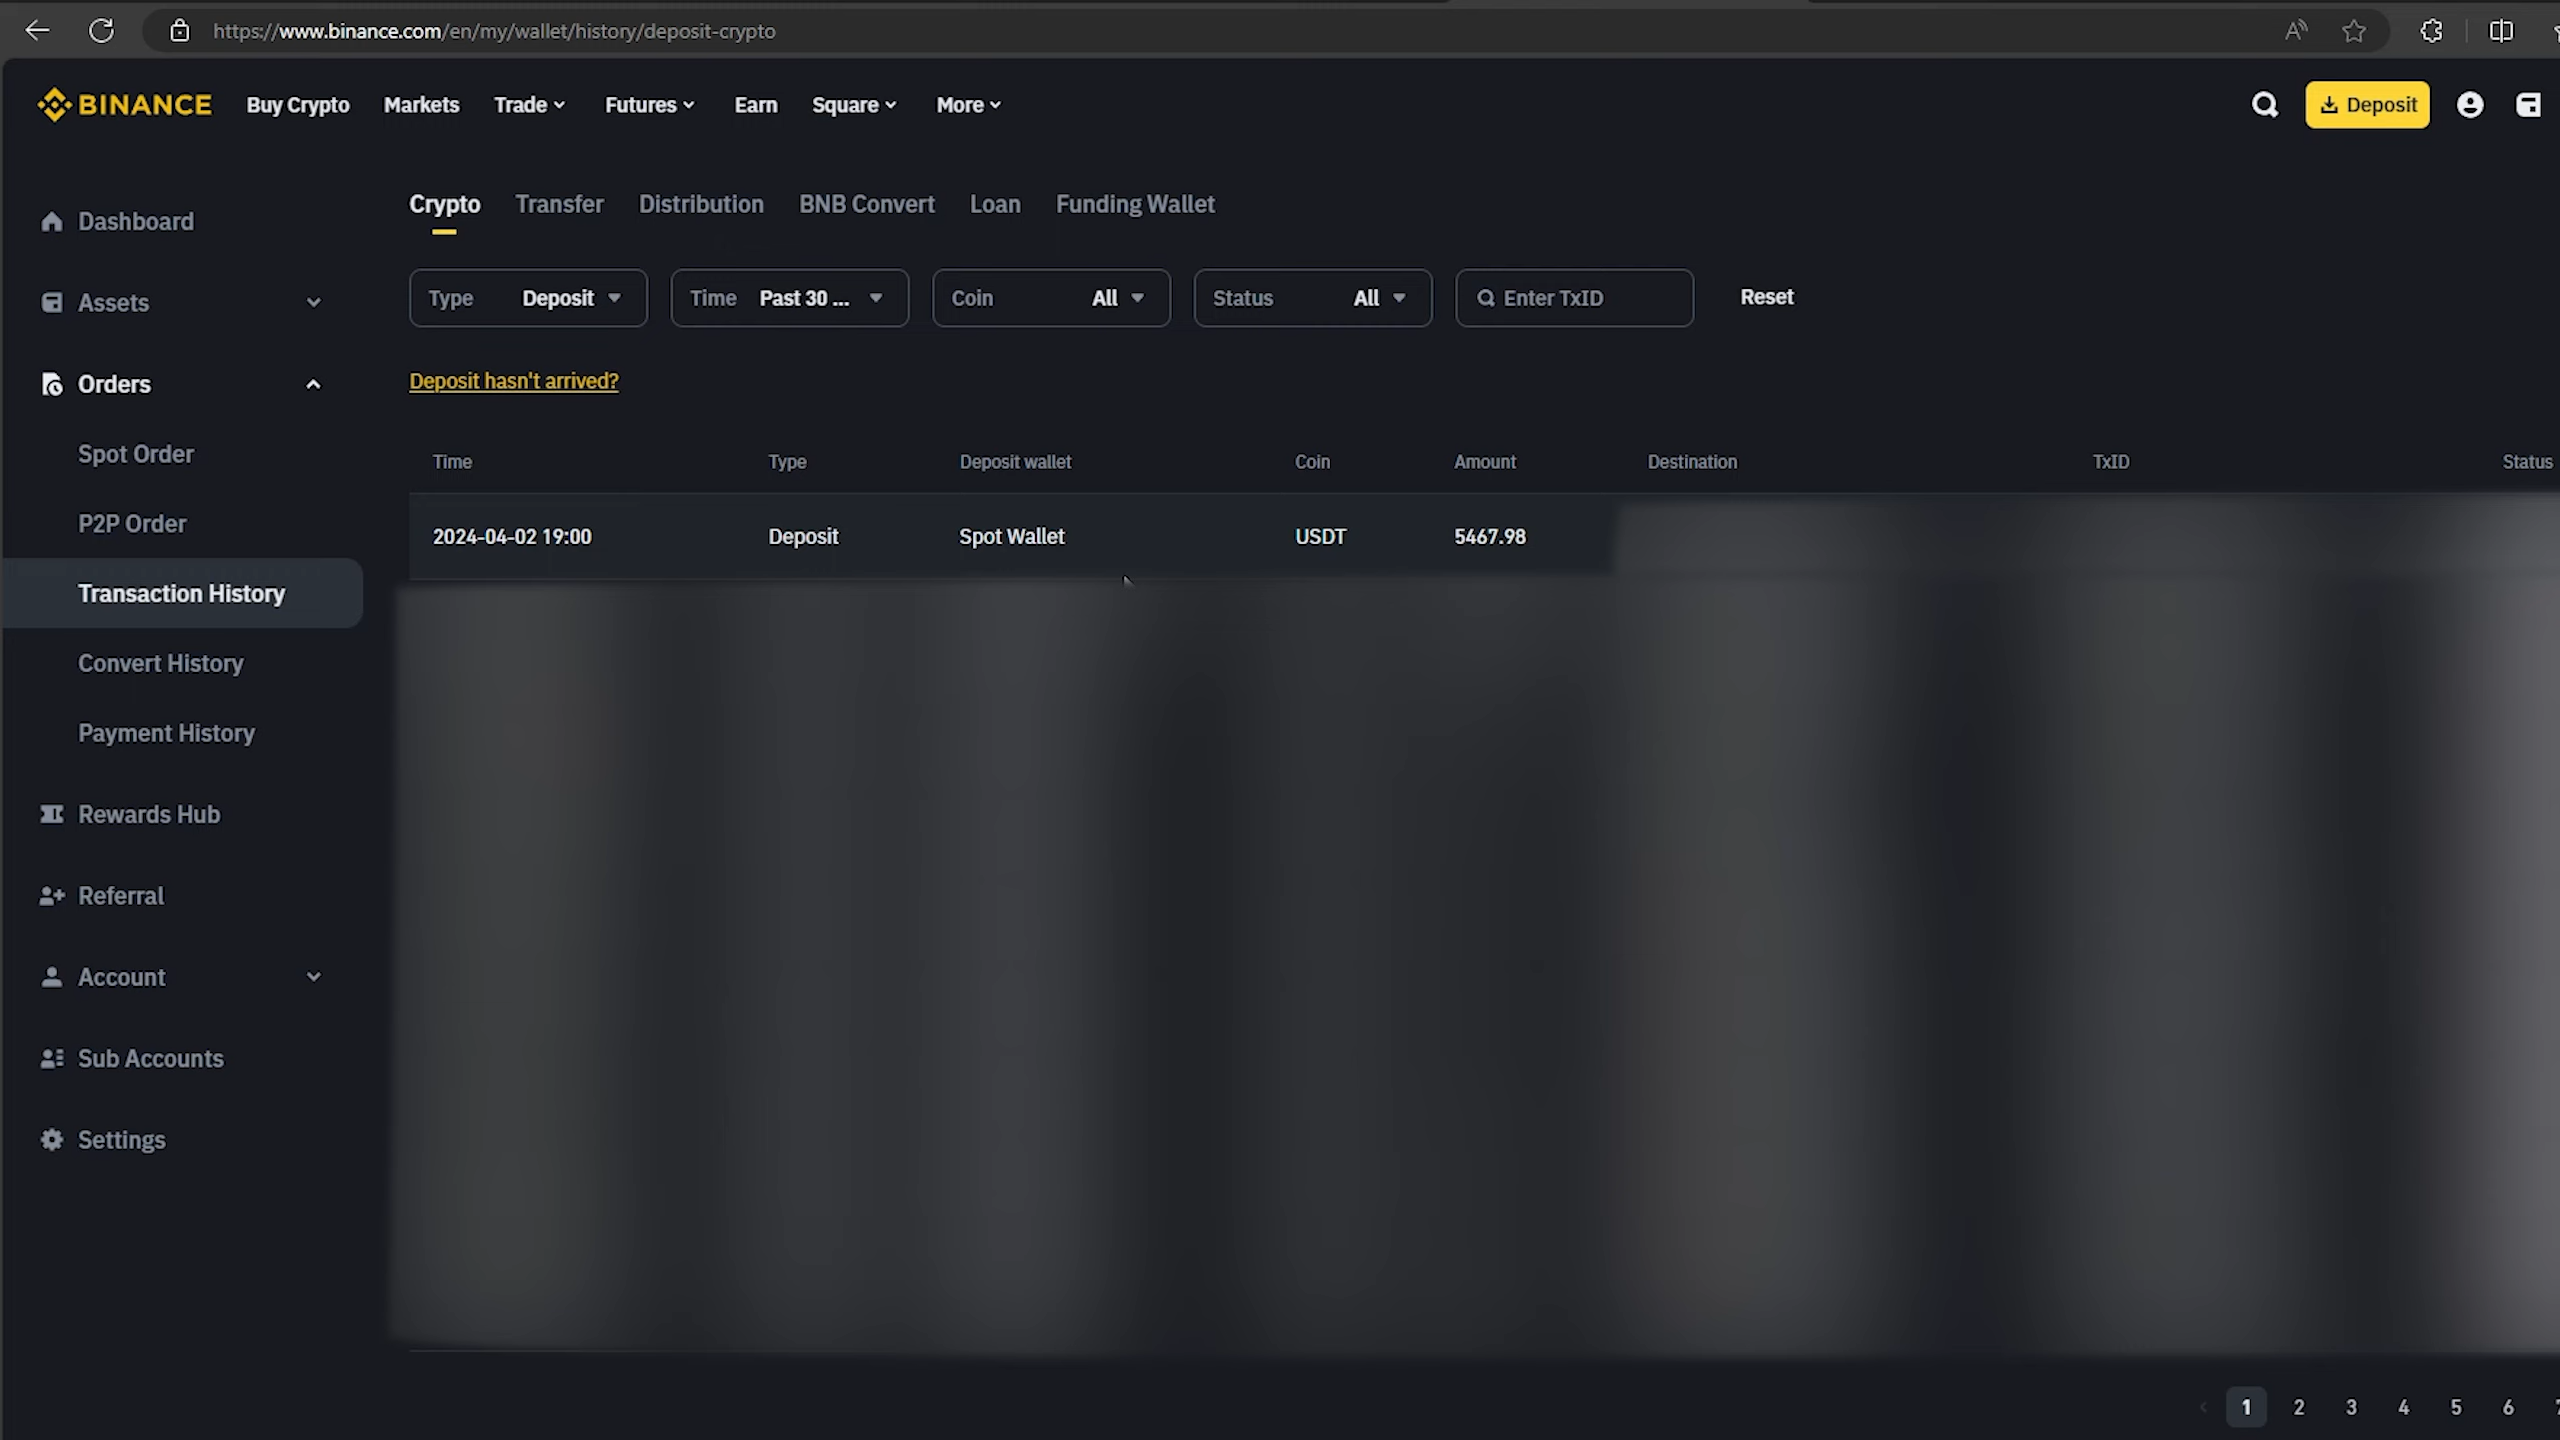 https://www.binance.com/en/my/wallet/history/deposit-crypto
BINANCE Buy Crypto Markets Trade Futures Earn Square More Deposit
Crypto Transfer Distribution BNB Convert Loan Funding Wallet
Type Deposit Time Past 30 ... Coin All Status All Enter TxID Reset
Deposit hasn't arrived?
Time Type Deposit wallet Coin Amount Destination TxID Status
2024-04-02 19:00 Deposit Spot Wallet USDT 5467.98
Dashboard
Assets
Orders
Spot Order
P2P Order
Transaction History
Convert History
Payment History
Rewards Hub
Referral
Account
Sub Accounts
Settings
1 2 3 4 5 6